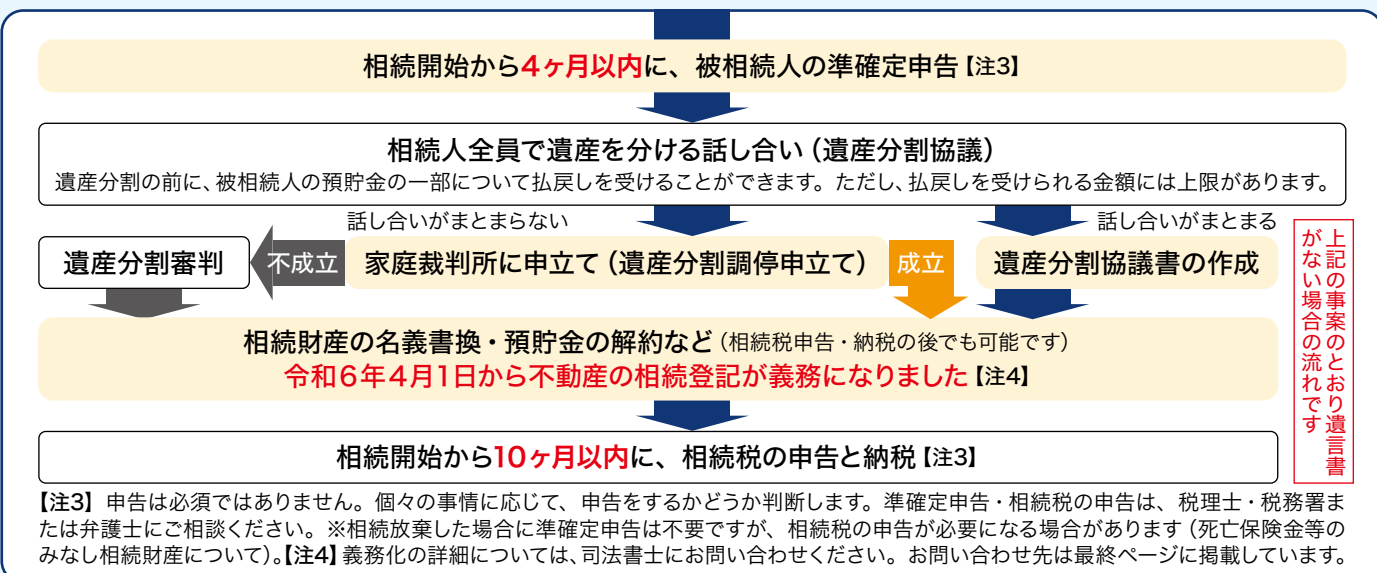 相続開始から4ヶ月以内に、被相続人の準確定申告【注3】
相続人全員で遺産を分ける話し合い（遺産分割協議）
遺産分割の前に、被相続人の預貯金の一部について払戻しを受けることができます。ただし、払戻しを受けられる金額には上限があります。
話し合いがまとまらない
話し合いがまとまる
遺産分割審判
不成立
家庭裁判所に申立て（遺産分割調停申立て）
成立
遺産分割協議書の作成
上記の事案のとおり遺言書
がない場合の流れです
相続財産の名義書換・預貯金の解約など（相続税申告・納税の後でも可能です）
令和6年4月1日から不動産の相続登記が義務になりました【注4】
相続開始から10ヶ月以内に、相続税の申告と納税【注3】
【注3】申告は必須ではありません。個々の事情に応じて、申告をするかどうか判断します。準確定申告・相続税の申告は、税理士・税務署ま
たは弁護士にご相談ください。※相続放棄した場合に準確定申告は不要ですが、相続税の申告が必要になる場合があります（死亡保険金等の
みなし相続財産について）。【注4】義務化の詳細については、司法書士にお問い合わせください。お問い合わせ先は最終ページに掲載しています。